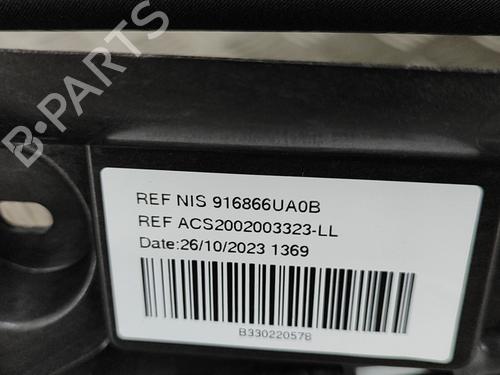 B-PARTS
REF NIS 916866UA0B
REF ACS2002003323-LL
Date:26/10/2023 1369
B330220578